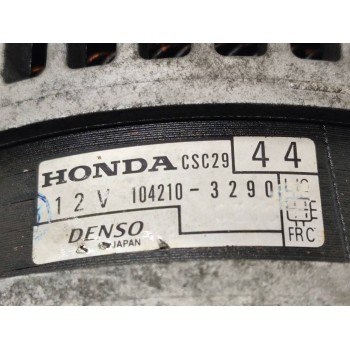 HONDA CSC29 44
12V 104210-3290
DENSO
JAPAN
FRC